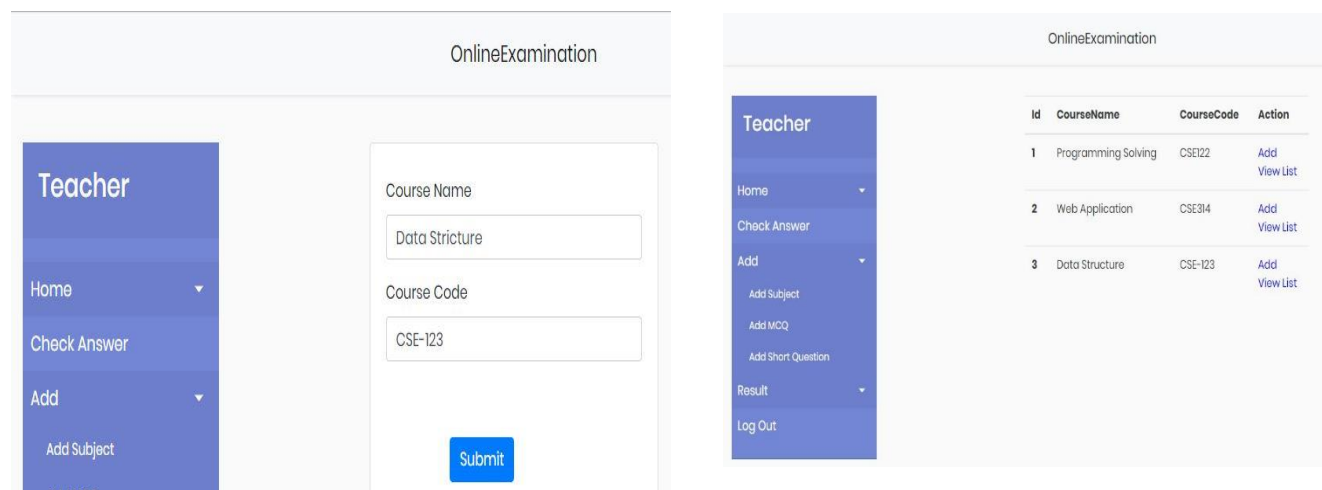 OnlineExamination
Teacher
Home
Check Answer
Add
Add Subject
Course Name
Data Stricture
Course Code
CSE-123
Submit
OnlineExamination
Teacher
Home
Check Answer
Add
Add Subject
Add MCQ
Add Short Question
Result
Log Out
Id CourseName CourseCode Action
1 Programming Solving CSE122 Add
View List
2 Web Application CSE314 Add
View List
3 Data Structure CSE-123 Add
View List